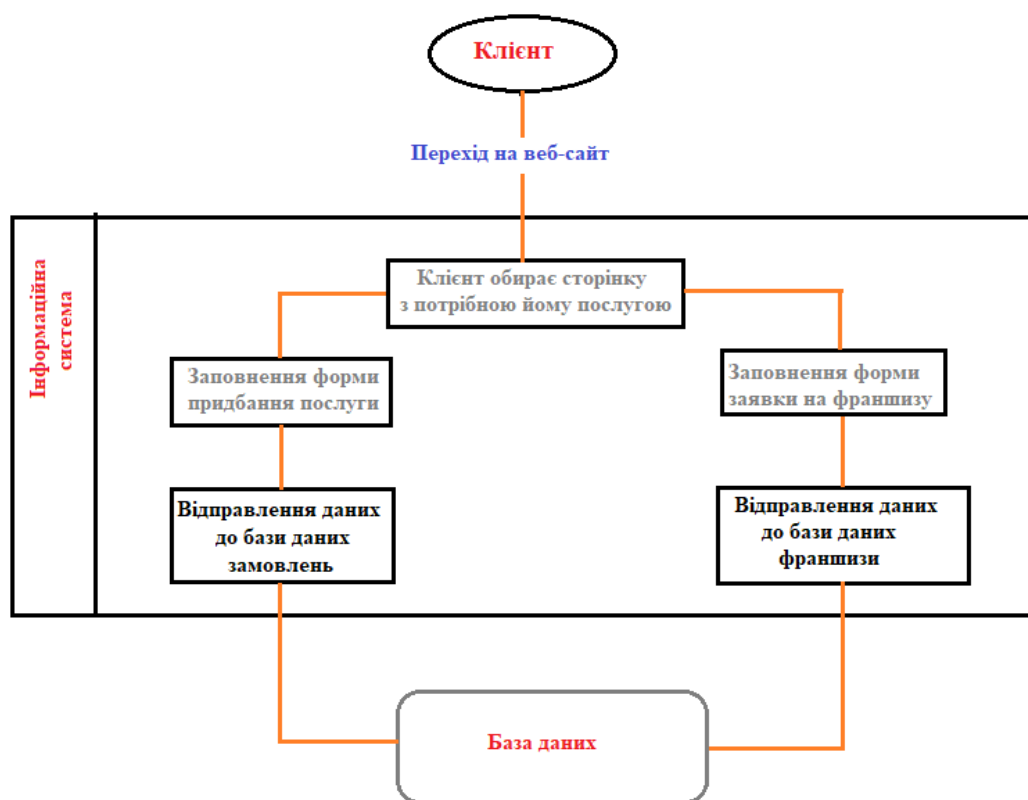 Клієнт
Перехід на веб-сайт
Інформаційна
система
Клієнт обирає сторінку
з потрібною йому послугою
Заповнення форми
придбання послуги
Заповнення форми
заявки на франшизу
Відправлення даних
до бази даних
замовлень
Відправлення даних
до бази даних
франшизи
База даних